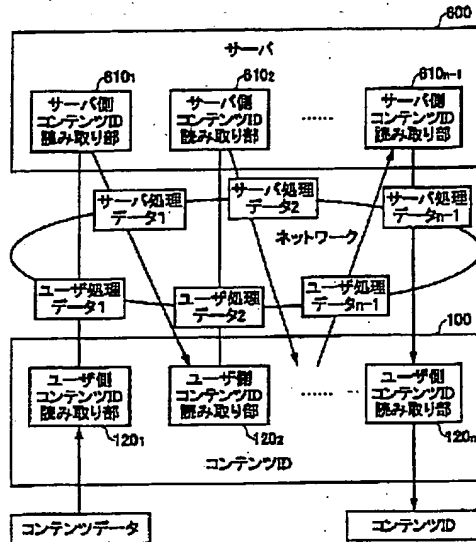 600
サーバ
610₁
610₂
610n-1
サーバ側
コンテンツID
読み取り部
サーバ側
コンテンツID
読み取り部
……
サーバ側
コンテンツID
読み取り部
サーバ処理
データ1
サーバ処理
データ2
サーバ処理
データn-1
ネットワーク
ユーザ処理
データ1
ユーザ処理
データ2
ユーザ処理
データn-1
100
ユーザ側
コンテンツID
読み取り部
ユーザ側
コンテンツID
読み取り部
……
ユーザ側
コンテンツID
読み取り部
120₁
120₂
120n
コンテンツID
コンテンツデータ
コンテンツID